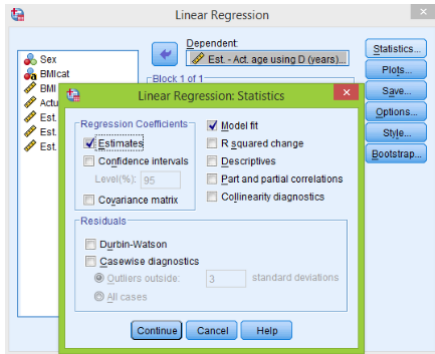 Linear Regression
Dependent:
Est. - Act. age using D (years)...
Sex
BMIcat
BMI
Actu
Est.
Est.
Est.
Block 1 of 1
Statistics...
Plots...
Save...
Options...
Style...
Bootstrap...
Linear Regression: Statistics
Regression Coefficients
Estimates
Confidence intervals
Level(%): 95
Covariance matrix
Model fit
R squared change
Descriptives
Part and partial correlations
Collinearity diagnostics
Residuals
Durbin-Watson
Casewise diagnostics
Outliers outside: 3 standard deviations
All cases
Continue Cancel Help